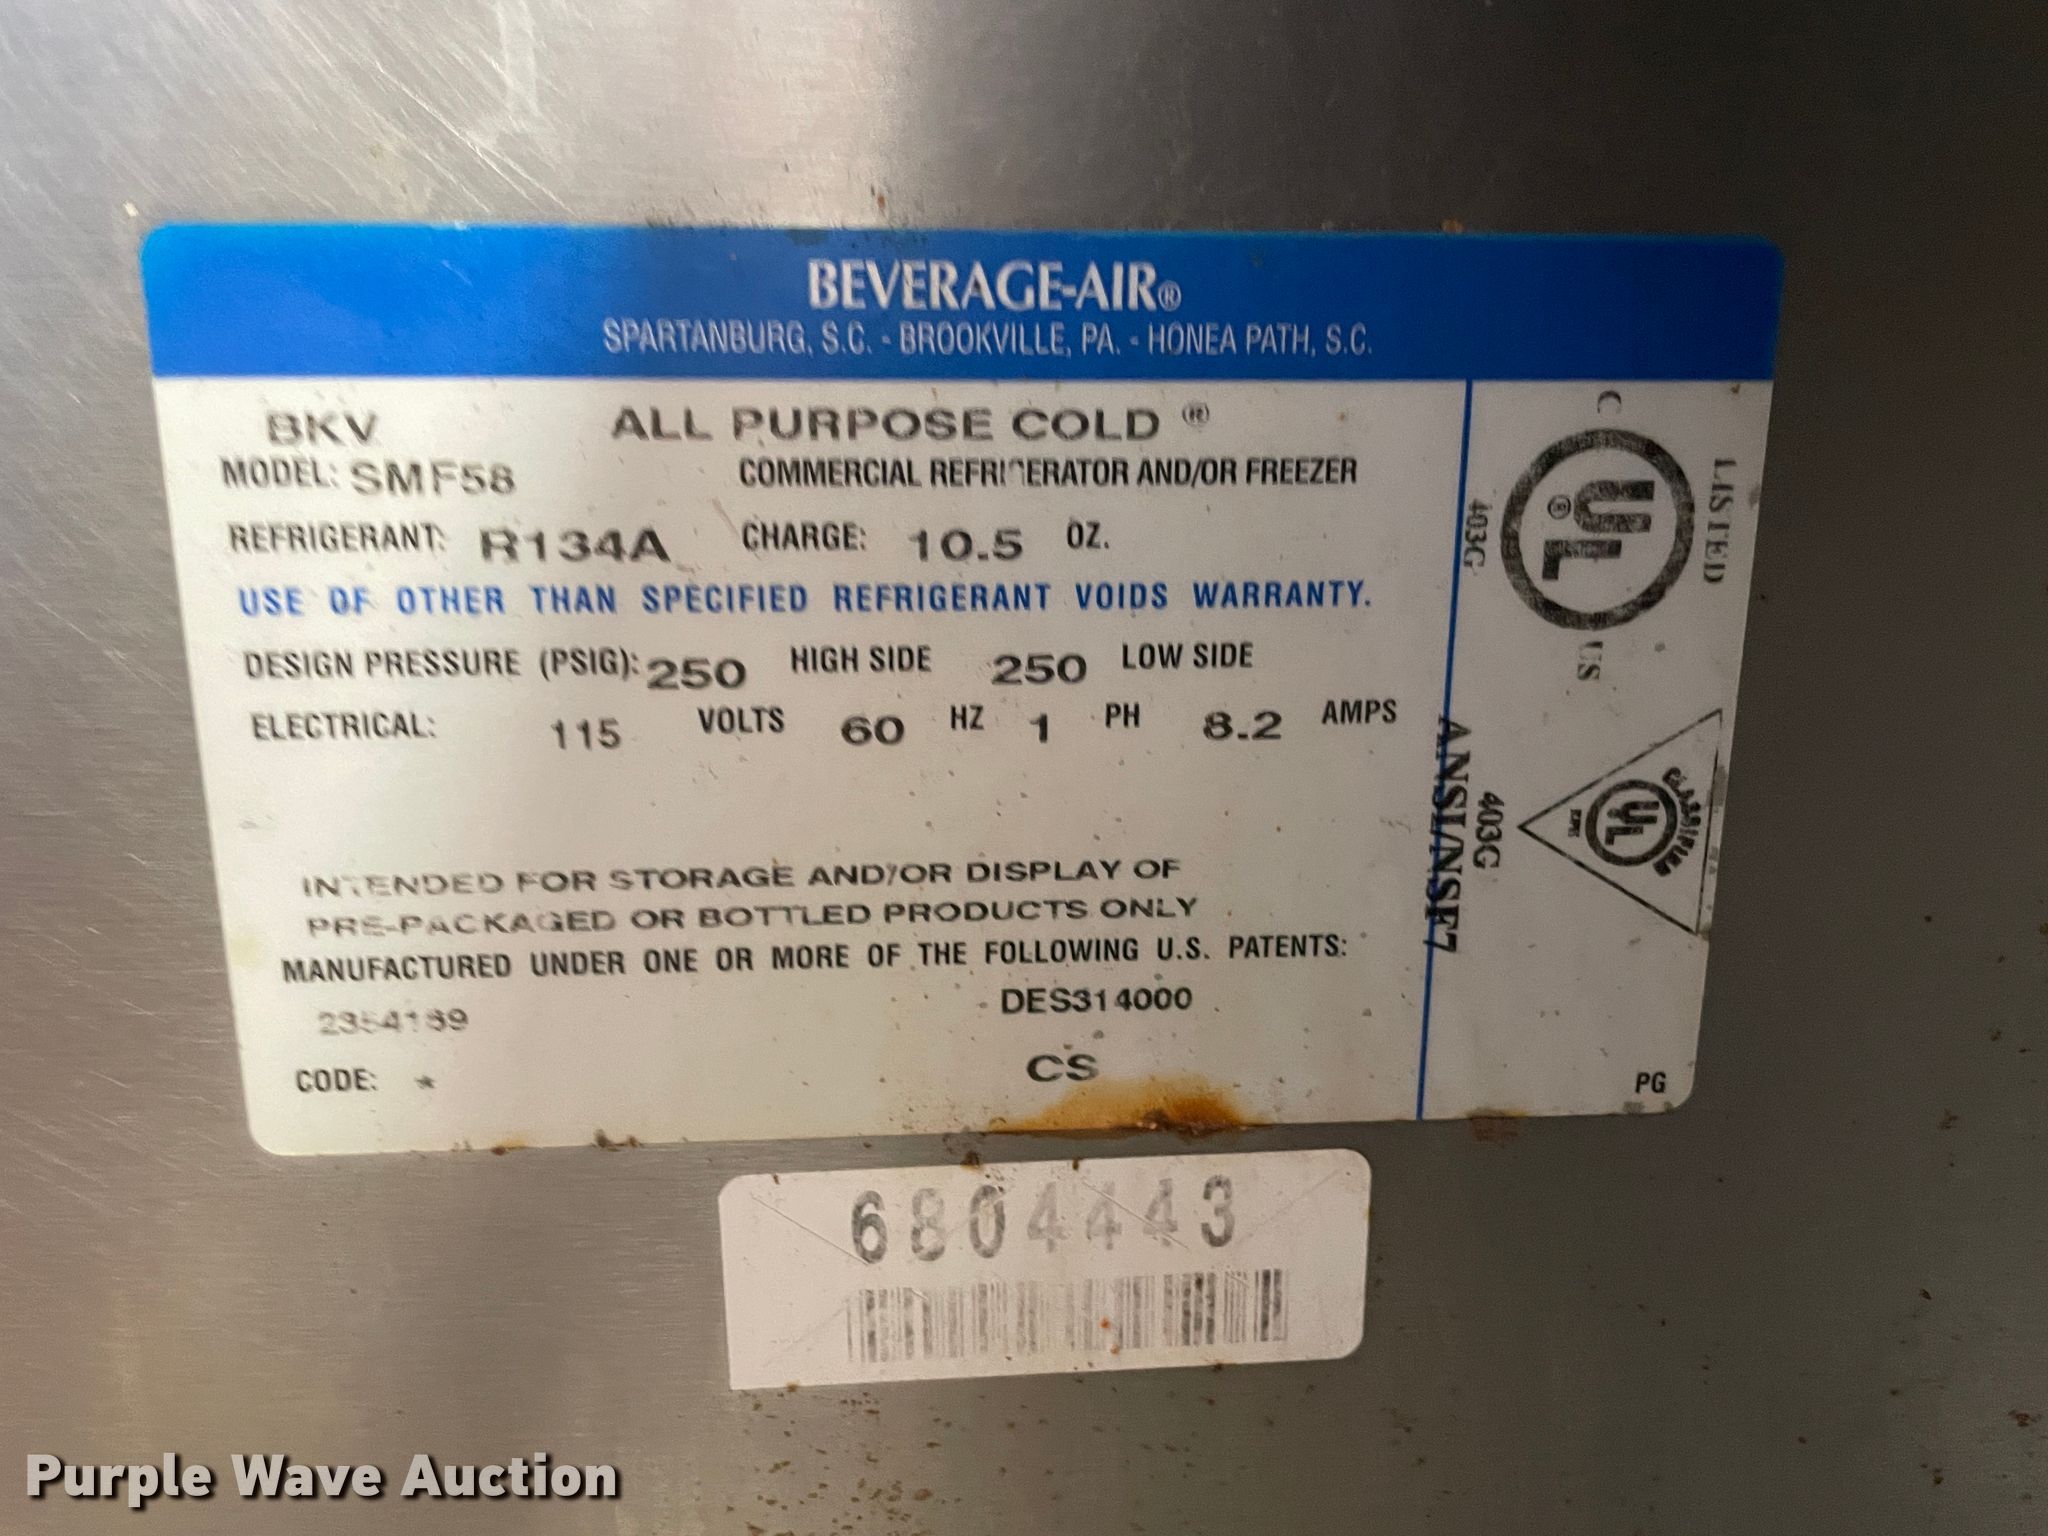 BEVERAGE-AIR®
SPARTANBURG, S.C. - BROOKVILLE, PA. - HONEA PATH, S.C.
BKV ALL PURPOSE COLD ®
MODEL: SMF58 COMMERCIAL REFRIGERATOR AND/OR FREEZER
REFRIGERANT: R134A CHARGE: 10.5 OZ.
USE OF OTHER THAN SPECIFIED REFRIGERANT VOIDS WARRANTY.
DESIGN PRESSURE (PSIG): 250 HIGH SIDE 250 LOW SIDE
ELECTRICAL: 115 VOLTS 60 HZ 1 PH 8.2 AMPS
INTENDED FOR STORAGE AND/OR DISPLAY OF
PRE-PACKAGED OR BOTTLED PRODUCTS ONLY
MANUFACTURED UNDER ONE OR MORE OF THE FOLLOWING U.S. PATENTS:
DES314000
CODE: * CS
LISTED
C UL® US
403G
CLASSIFIED
UL
403G
ANSI/NSF7
PG
6804443
Purple Wave Auction